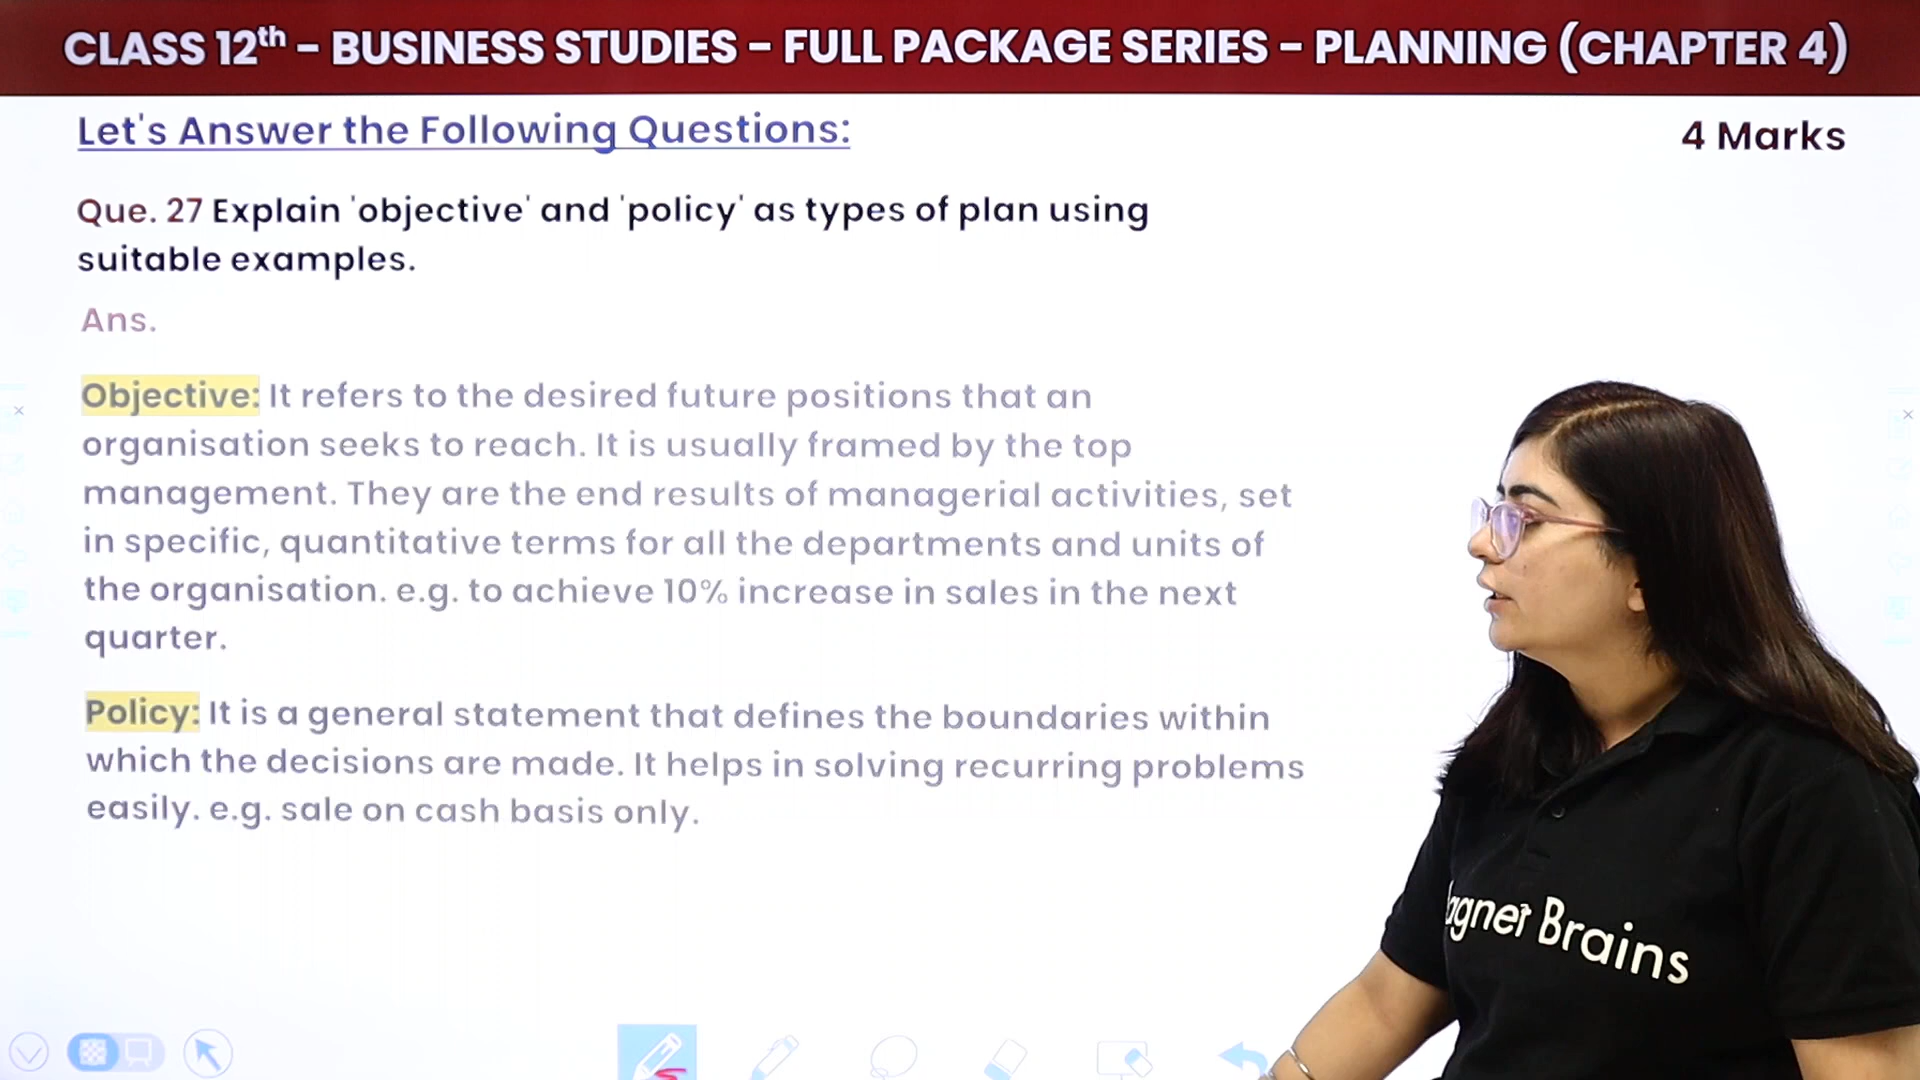 CLASS 12th – BUSINESS STUDIES – FULL PACKAGE SERIES – PLANNING (CHAPTER 4)
Let's Answer the Following Questions:
4 Marks
Que. 27 Explain 'objective' and 'policy' as types of plan using
suitable examples.
Ans.
Objective: It refers to the desired future positions that an
organisation seeks to reach. It is usually framed by the top
management. They are the end results of managerial activities, set
in specific, quantitative terms for all the departments and units of
the organisation. e.g. to achieve 10% increase in sales in the next
quarter.
Policy: It is a general statement that defines the boundaries within
which the decisions are made. It helps in solving recurring problems
easily. e.g. sale on cash basis only.
agnet Brains